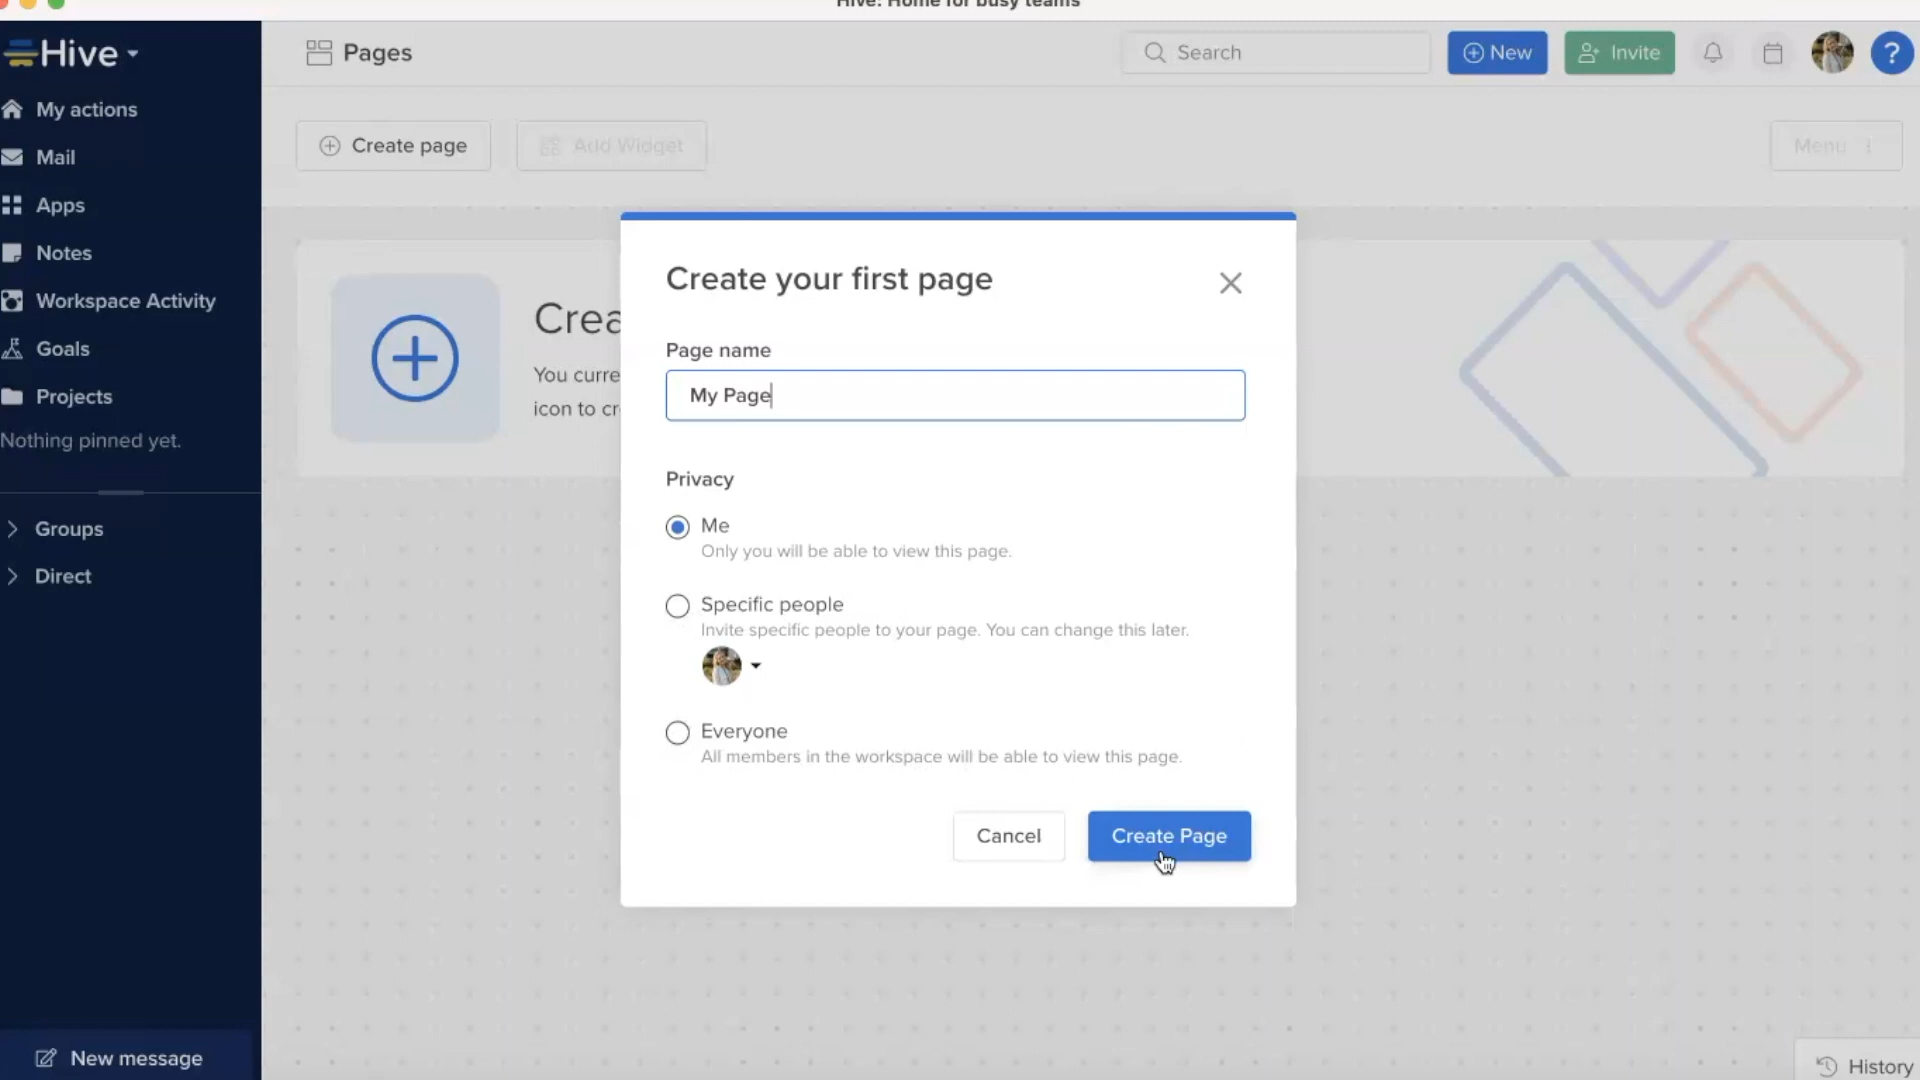 Hive: Home for busy teams
Hive
Pages
Search
New
Invite
?
My actions
Mail
Apps
Notes
Workspace Activity
Goals
Projects
Nothing pinned yet.
Groups
Direct
New message
Create page
Add Widget
Menu
Crea
You curre
icon to cr
Create your first page
Page name
My Page
Privacy
Me
Only you will be able to view this page.
Specific people
Invite specific people to your page. You can change this later.
Everyone
All members in the workspace will be able to view this page.
Cancel
Create Page
History